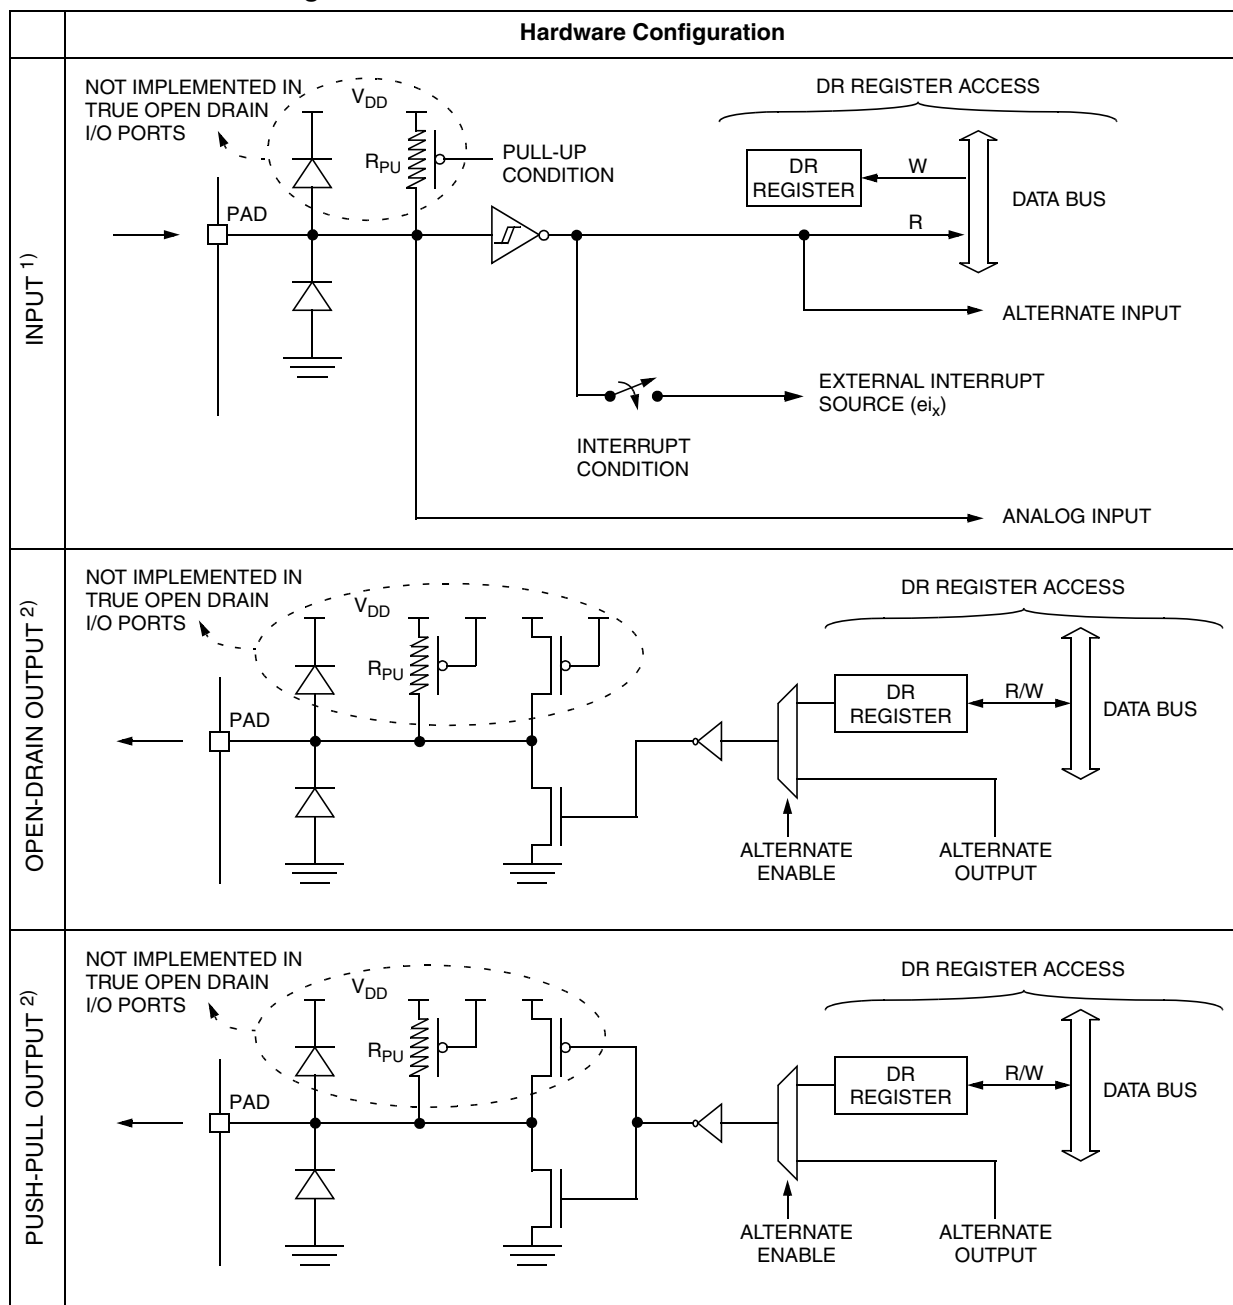 Hardware Configuration
INPUT 1)
NOT IMPLEMENTED IN
TRUE OPEN DRAIN
I/O PORTS
VDD
RPU
PULL-UP
CONDITION
PAD
DR REGISTER ACCESS
DR
REGISTER
W
R
DATA BUS
ALTERNATE INPUT
EXTERNAL INTERRUPT
SOURCE (eix)
INTERRUPT
CONDITION
ANALOG INPUT
OPEN-DRAIN OUTPUT 2)
NOT IMPLEMENTED IN
TRUE OPEN DRAIN
I/O PORTS
VDD
RPU
PAD
DR REGISTER ACCESS
DR
REGISTER
R/W
DATA BUS
ALTERNATE
ENABLE
ALTERNATE
OUTPUT
PUSH-PULL OUTPUT 2)
NOT IMPLEMENTED IN
TRUE OPEN DRAIN
I/O PORTS
VDD
RPU
PAD
DR REGISTER ACCESS
DR
REGISTER
R/W
DATA BUS
ALTERNATE
ENABLE
ALTERNATE
OUTPUT